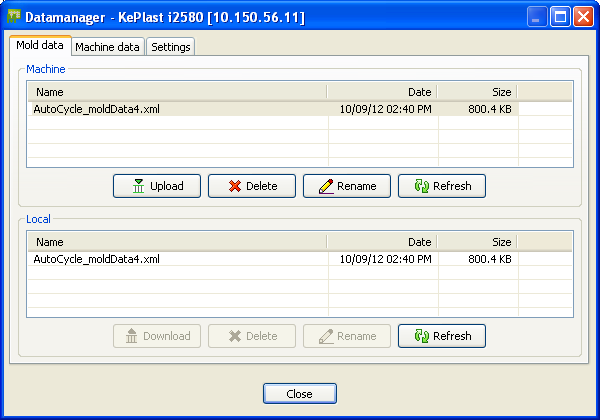 Datamanager - KePlast i2580 [10.150.56.11]
Mold data Machine data Settings
Machine
Name Date Size
AutoCycle_moldData4.xml 10/09/12 02:40 PM 800.4 KB
Upload Delete Rename Refresh
Local
Name Date Size
AutoCycle_moldData4.xml 10/09/12 02:40 PM 800.4 KB
Download Delete Rename Refresh
Close